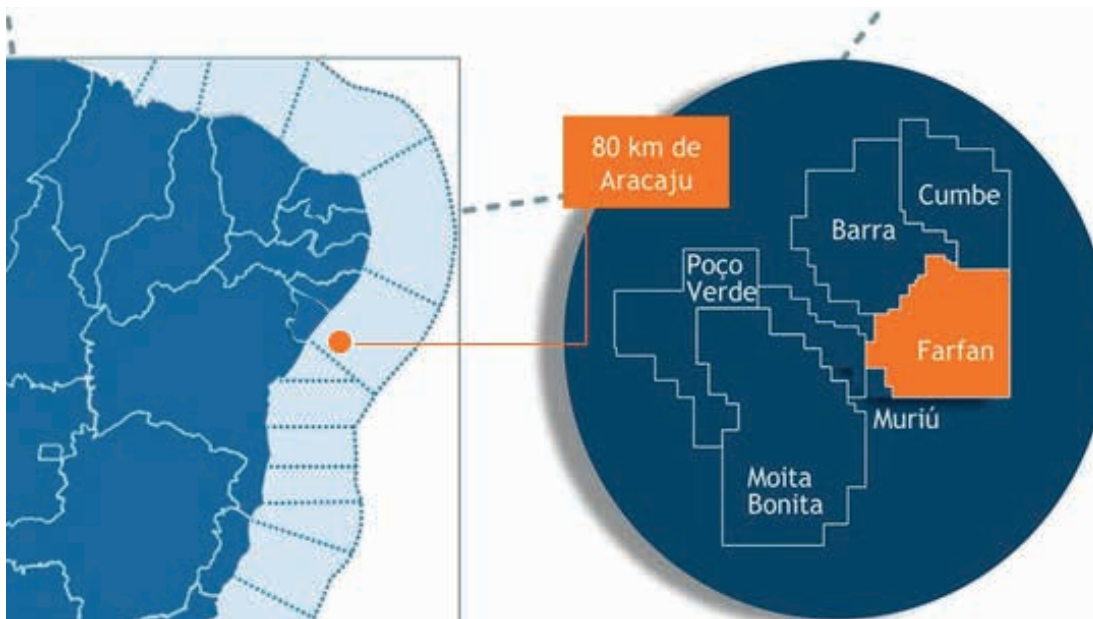 80 km de
Aracaju
Cumbe
Barra
Poço
Verde
Farfan
Muriú
Moita
Bonita